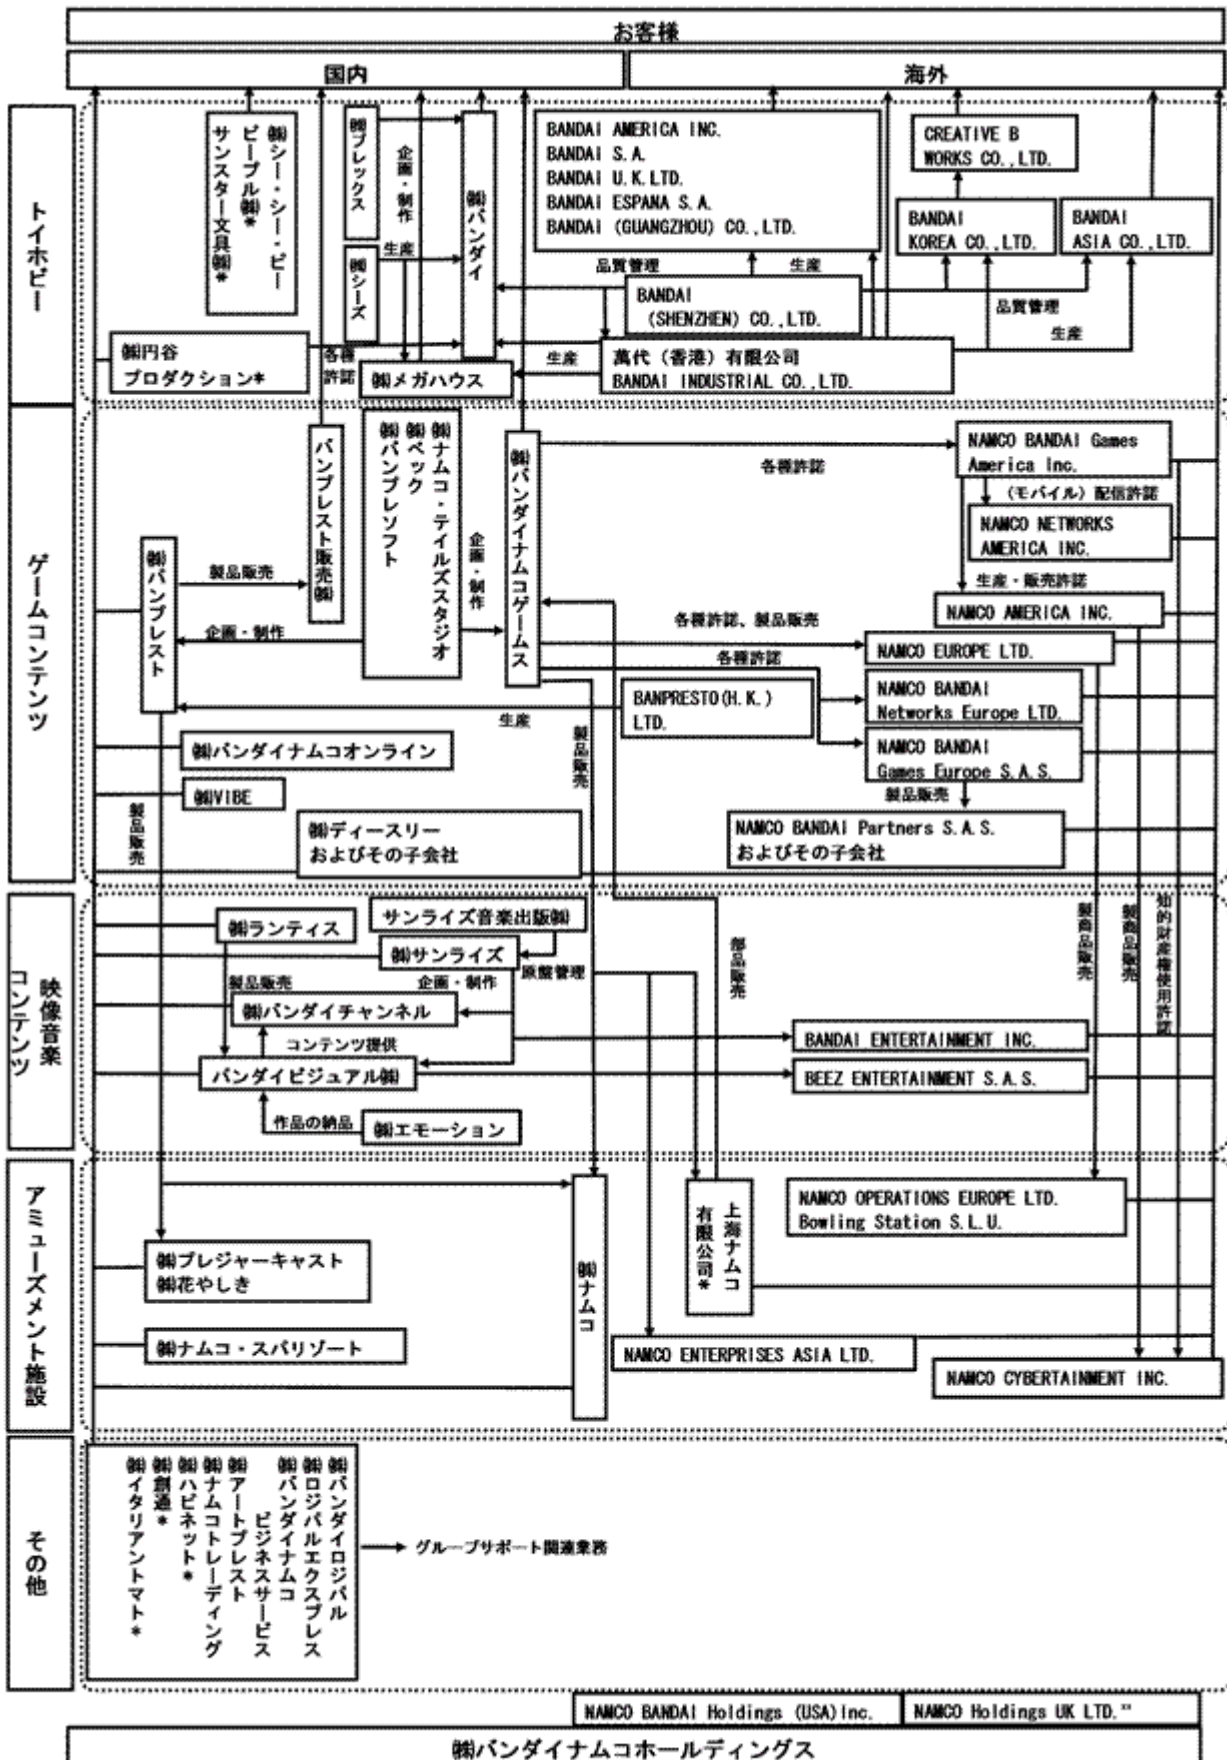 お客様
国内
海外
トイホビー
㈱シー・シー・ピー
ピープル㈱*
サンスター文具㈱*
㈱プレックス
企画・制作
㈱バンダイ
生産
㈱シーズ
BANDAI AMERICA INC.
BANDAI S.A.
BANDAI U.K.LTD.
BANDAI ESPANA S.A.
BANDAI (GUANGZHOU) CO.,LTD.
CREATIVE B
WORKS CO.,LTD.
BANDAI
KOREA CO.,LTD.
BANDAI
ASIA CO.,LTD.
品質管理
生産
BANDAI
(SHENZHEN) CO.,LTD.
品質管理
生産
㈱円谷
プロダクション*
各種
許諾
㈱メガハウス
生産
萬代（香港）有限公司
BANDAI INDUSTRIAL CO.,LTD.
ゲームコンテンツ
バンプレスト販売㈱
㈱ナムコ・テイルズスタジオ
㈱ベック
㈱バンプレソフト
㈱バンダイナムコゲームス
各種許諾
NAMCO BANDAI Games
America Inc.
（モバイル）配信許諾
NAMCO NETWORKS
AMERICA INC.
㈱バンプレスト
製品販売
企画・制作
生産・販売許諾
NAMCO AMERICA INC.
企画・制作
各種許諾、製品販売
NAMCO EUROPE LTD.
各種許諾
BANPRESTO(H.K.)
LTD.
NAMCO BANDAI
Networks Europe LTD.
生産
製品販売
㈱バンダイナムコオンライン
NAMCO BANDAI
Games Europe S.A.S.
㈱VIBE
製品販売
製品販売
㈱ディースリー
およびその子会社
NAMCO BANDAI Partners S.A.S.
およびその子会社
映像音楽
コンテンツ
㈱ランティス
サンライズ音楽出版㈱
㈱サンライズ
原盤管理
製品販売
企画・制作
部品販売
製商品販売
製商品販売
知的財産権使用許諾
㈱バンダイチャンネル
コンテンツ提供
BANDAI ENTERTAINMENT INC.
バンダイビジュアル㈱
BEEZ ENTERTAINMENT S.A.S.
作品の納品
㈱エモーション
アミューズメント施設
㈱ナムコ
上海ナムコ
有限公司*
NAMCO OPERATIONS EUROPE LTD.
Bowling Station S.L.U.
㈱プレジャーキャスト
㈱花やしき
㈱ナムコ・スパリゾート
NAMCO ENTERPRISES ASIA LTD.
NAMCO CYBERTAINMENT INC.
その他
㈱バンダイロジパル
㈱ロジパルエクスプレス
㈱バンダイナムコ
ビジネスサービス
㈱アートプレスト
㈱ナムコトレーディング
㈱ハピネット*
㈱創通*
㈱イタリアントマト*
グループサポート関連業務
NAMCO BANDAI Holdings (USA)Inc.
NAMCO Holdings UK LTD.
㈱バンダイナムコホールディングス